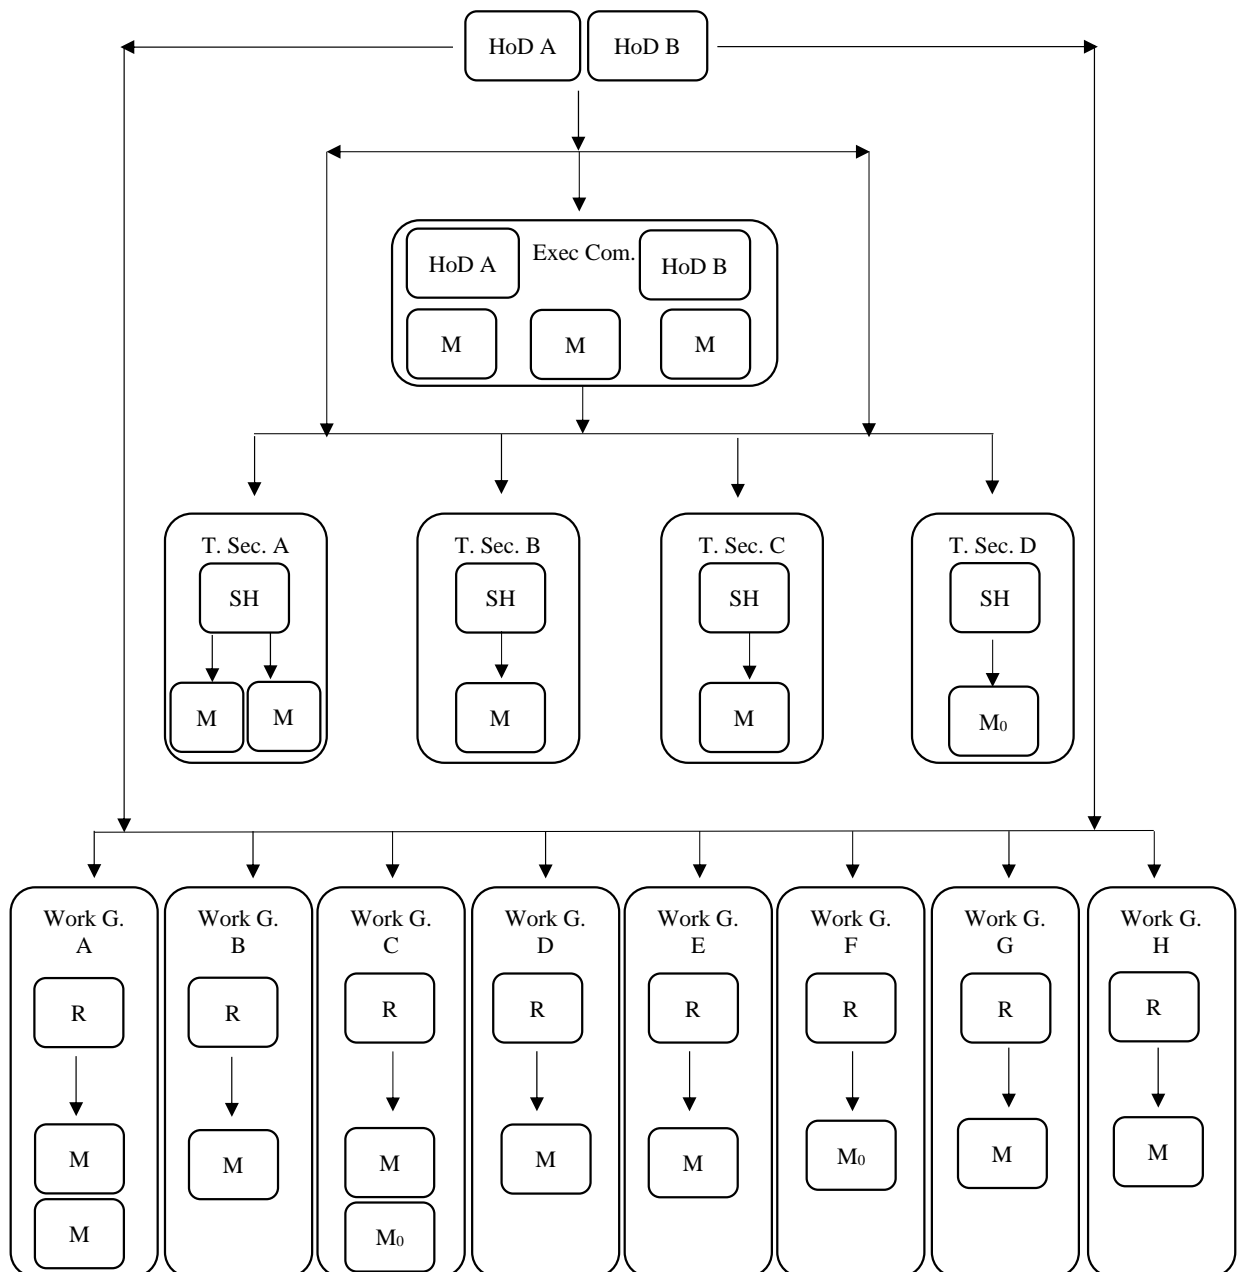 HoD A HoD B
HoD A Exec Com. HoD B
M M M
T. Sec. A T. Sec. B T. Sec. C T. Sec. D
SH SH SH SH
M M M M M₀
Work G. Work G. Work G. Work G. Work G. Work G. Work G. Work G.
A B C D E F G H
R R R R R R R R
M M M M M M₀ M M
M M₀